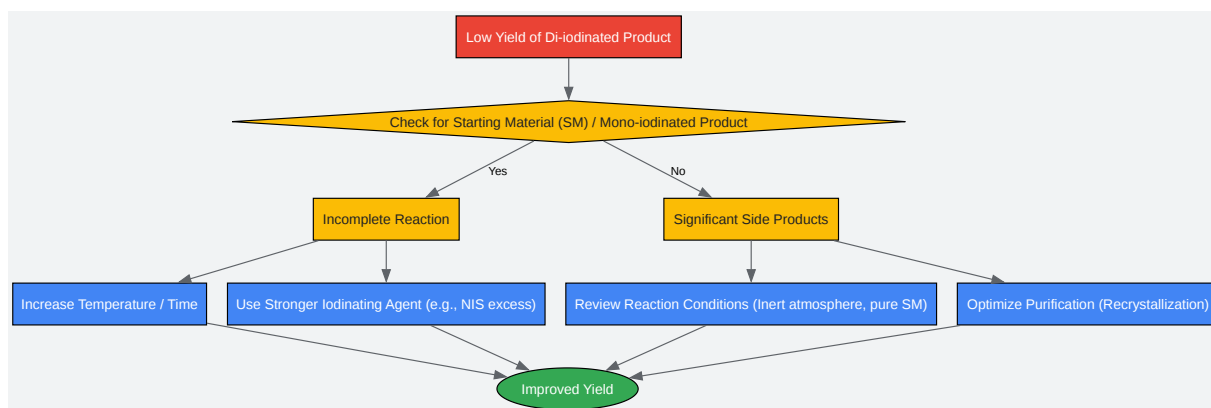 Low Yield of Di-iodinated Product
Check for Starting Material (SM) / Mono-iodinated Product
Yes
No
Incomplete Reaction
Significant Side Products
Increase Temperature / Time
Use Stronger Iodinating Agent (e.g., NIS excess)
Review Reaction Conditions (Inert atmosphere, pure SM)
Optimize Purification (Recrystallization)
Improved Yield